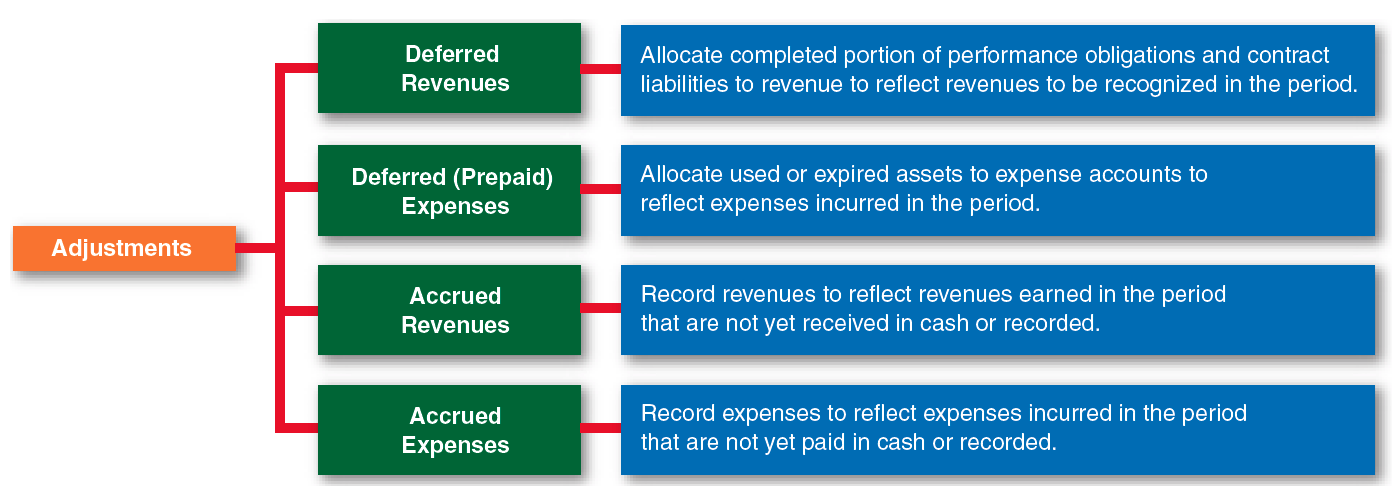 Deferred
Revenues
Allocate completed portion of performance obligations and contract
liabilities to revenue to reflect revenues to be recognized in the period.
Deferred (Prepaid)
Expenses
Allocate used or expired assets to expense accounts to
reflect expenses incurred in the period.
Adjustments
Accrued
Revenues
Record revenues to reflect revenues earned in the period
that are not yet received in cash or recorded.
Accrued
Expenses
Record expenses to reflect expenses incurred in the period
that are not yet paid in cash or recorded.